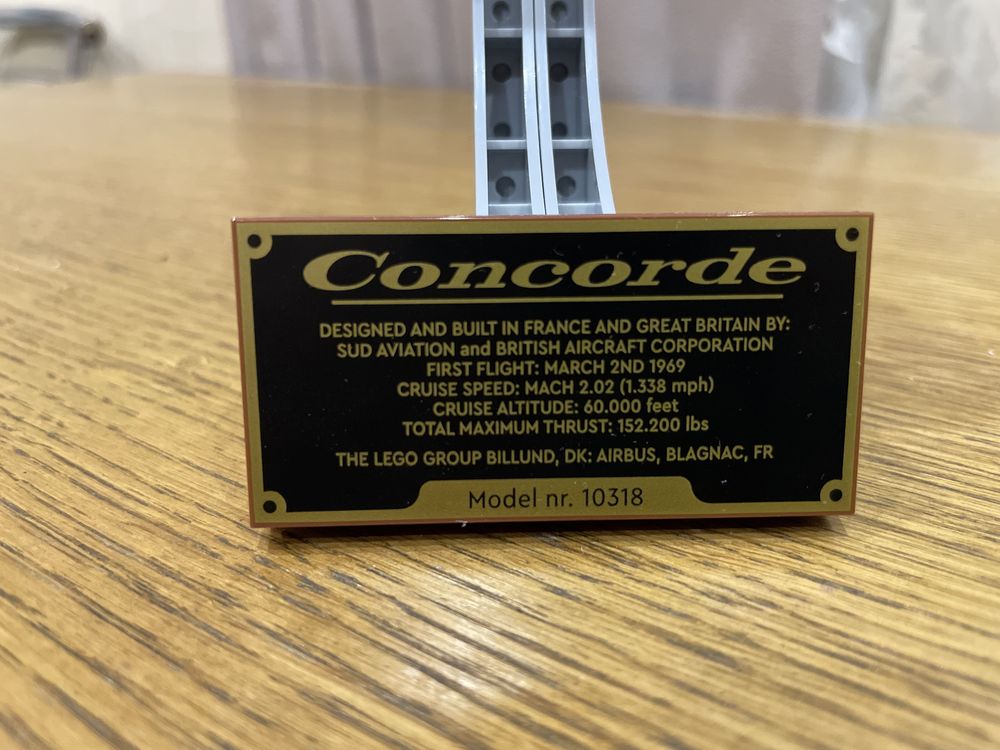 Concorde
DESIGNED AND BUILT IN FRANCE AND GREAT BRITAIN BY:
SUD AVIATION and BRITISH AIRCRAFT CORPORATION
FIRST FLIGHT: MARCH 2ND 1969
CRUISE SPEED: MACH 2.02 (1.338 mph)
CRUISE ALTITUDE: 60.000 feet
TOTAL MAXIMUM THRUST: 152.200 lbs
THE LEGO GROUP BILLUND, DK: AIRBUS, BLAGNAC, FR
Model nr. 10318